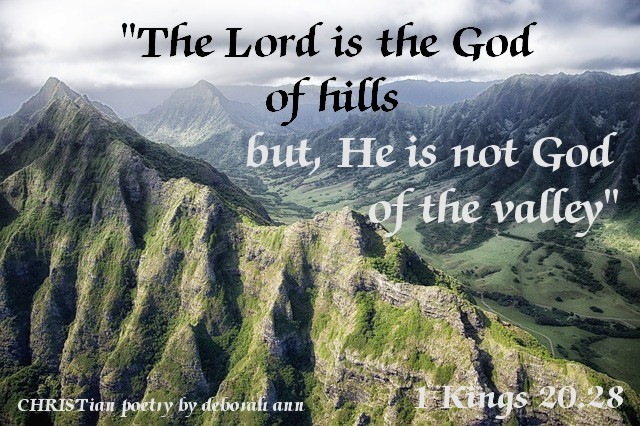 "The Lord is the God
of hills
but, He is not God
of the valley"
CHRISTian poetry by deborah ann
1 Kings 20.28